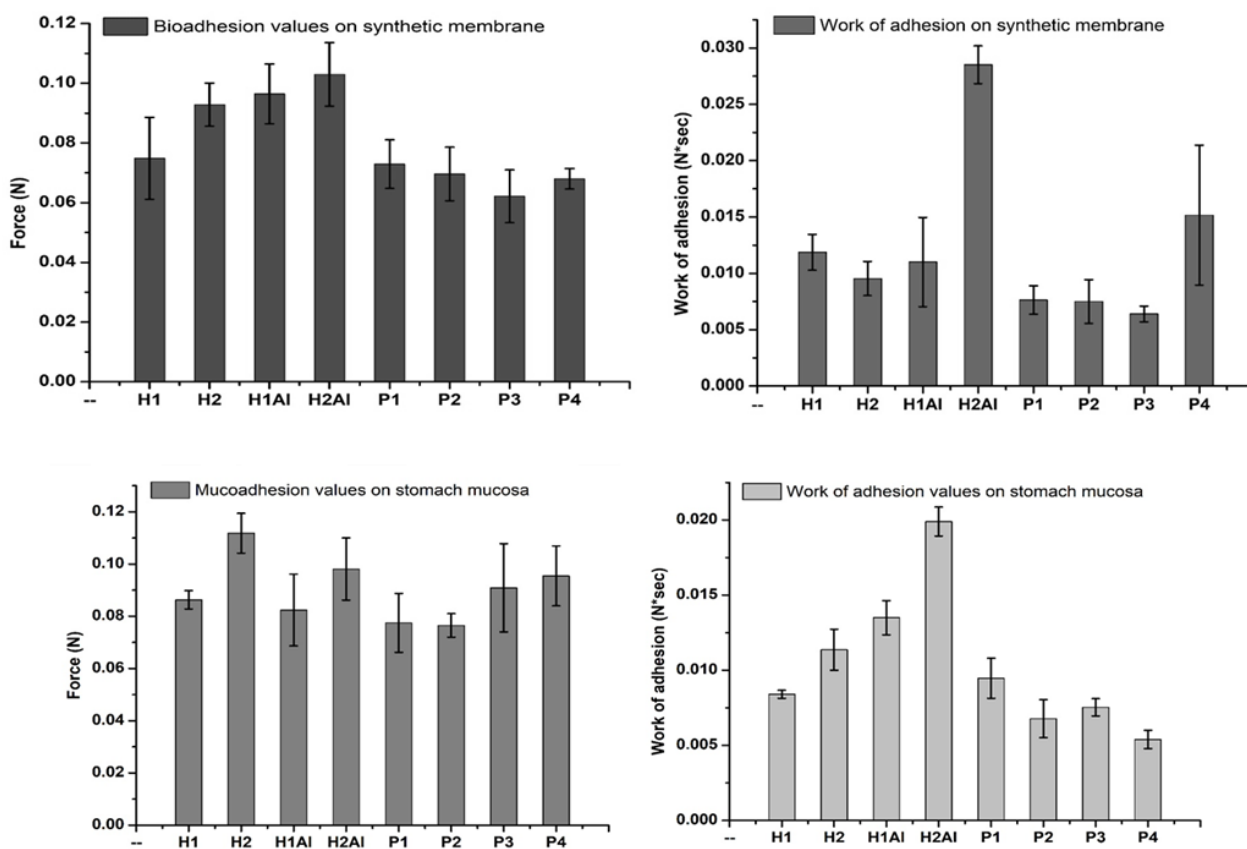 Bioadhesion values on synthetic membrane
Force (N)
0.12
0.10
0.08
0.06
0.04
0.02
0.00
-- H1 H2 H1Al H2Al P1 P2 P3 P4
Work of adhesion on synthetic membrane
Work of adhesion (N*sec)
0.030
0.025
0.020
0.015
0.010
0.005
0.000
-- H1 H2 H1Al H2Al P1 P2 P3 P4
Mucoadhesion values on stomach mucosa
Force (N)
0.12
0.10
0.08
0.06
0.04
0.02
0.00
-- H1 H2 H1Al H2Al P1 P2 P3 P4
Work of adhesion values on stomach mucosa
Work of adhesion (N*sec)
0.020
0.015
0.010
0.005
0.000
-- H1 H2 H1Al H2Al P1 P2 P3 P4